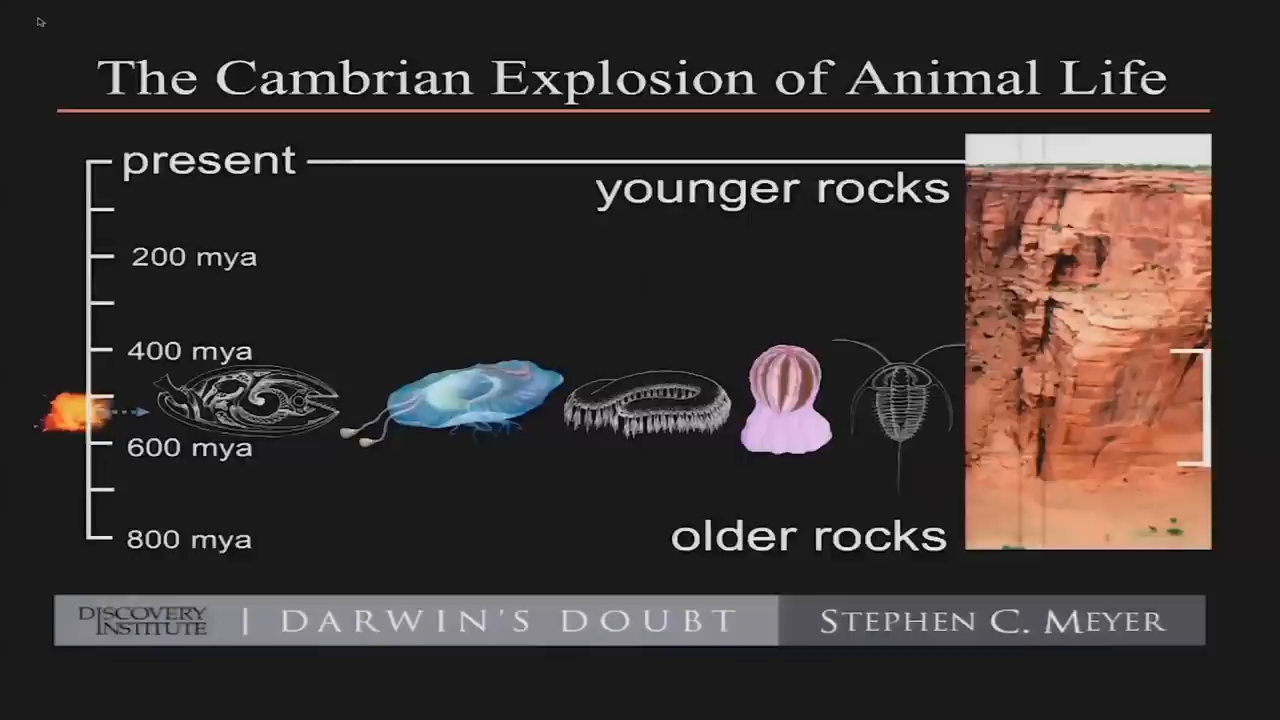 The Cambrian Explosion of Animal Life
present
younger rocks
200 mya
400 mya
600 mya
older rocks
800 mya
DISCOVERY
INSTITUTE | DARWIN'S DOUBT STEPHEN C. MEYER